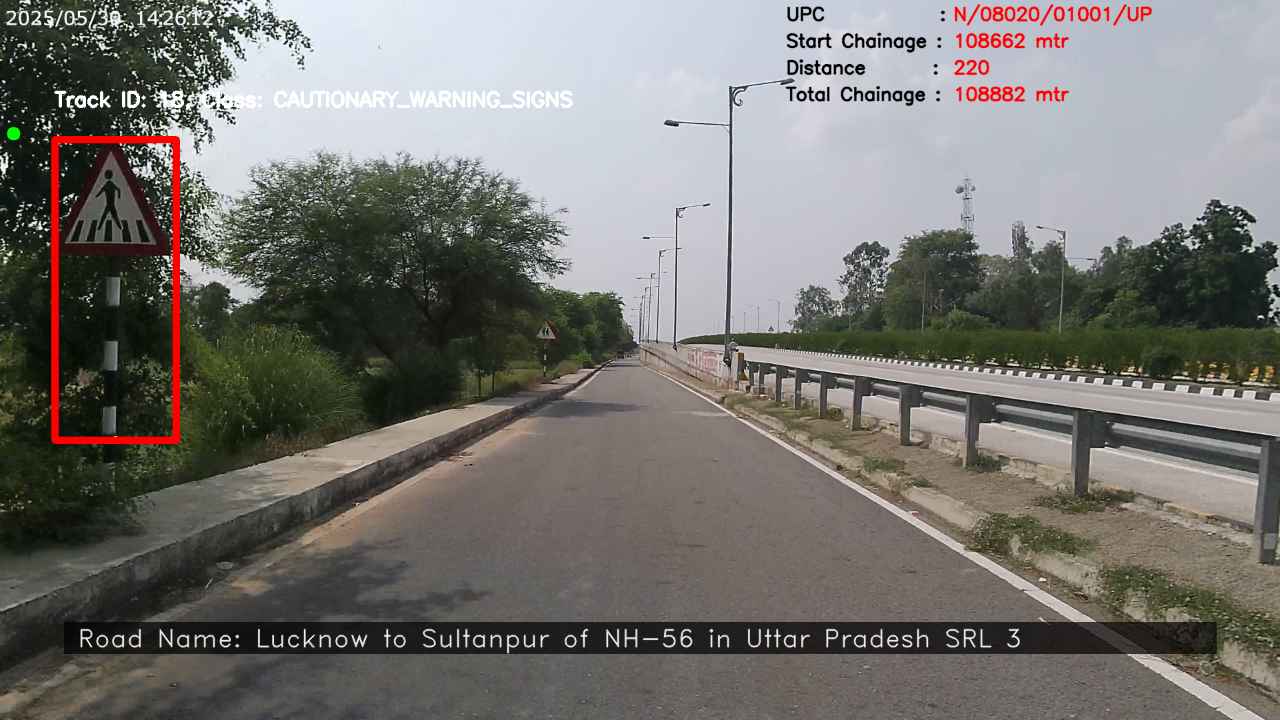 2025/05/30 14:26:12
UPC : N/08020/01001/UP
Start Chainage : 108662 mtr
Distance : 220
Total Chainage : 108882 mtr
Track ID: 18, Class: CAUTIONARY_WARNING_SIGNS
Road Name: Lucknow to Sultanpur of NH-56 in Uttar Pradesh SRL 3